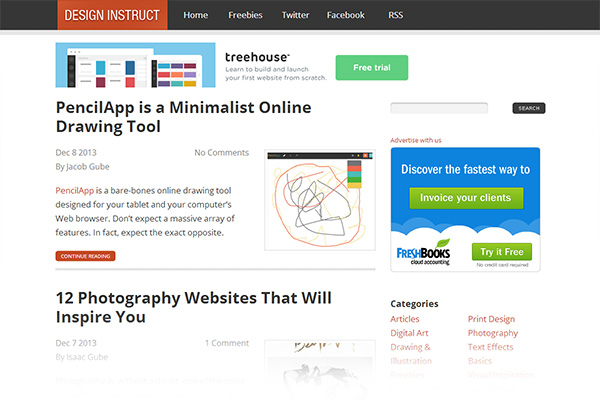 DESIGN INSTRUCT
Home
Freebies
Twitter
Facebook
RSS
treehouse™
Learn to build and launch
your first website from scratch.
Free trial
PencilApp is a Minimalist Online
Drawing Tool
Dec 8 2013
No Comments
By Jacob Gube
PencilApp is a bare-bones online drawing tool
designed for your tablet and your computer's
Web browser. Don't expect a massive array of
features. In fact, expect the exact opposite.
CONTINUE READING
12 Photography Websites That Will
Inspire You
Dec 7 2013
1 Comment
By Isaac Gube
SEARCH
Advertise with us
Discover the fastest way to
Invoice your clients
FRESHBOOKS
cloud accounting
Try it Free
No credit card required
Categories
Articles
Print Design
Digital Art
Photography
Drawing &
Text Effects
Illustration
Basics